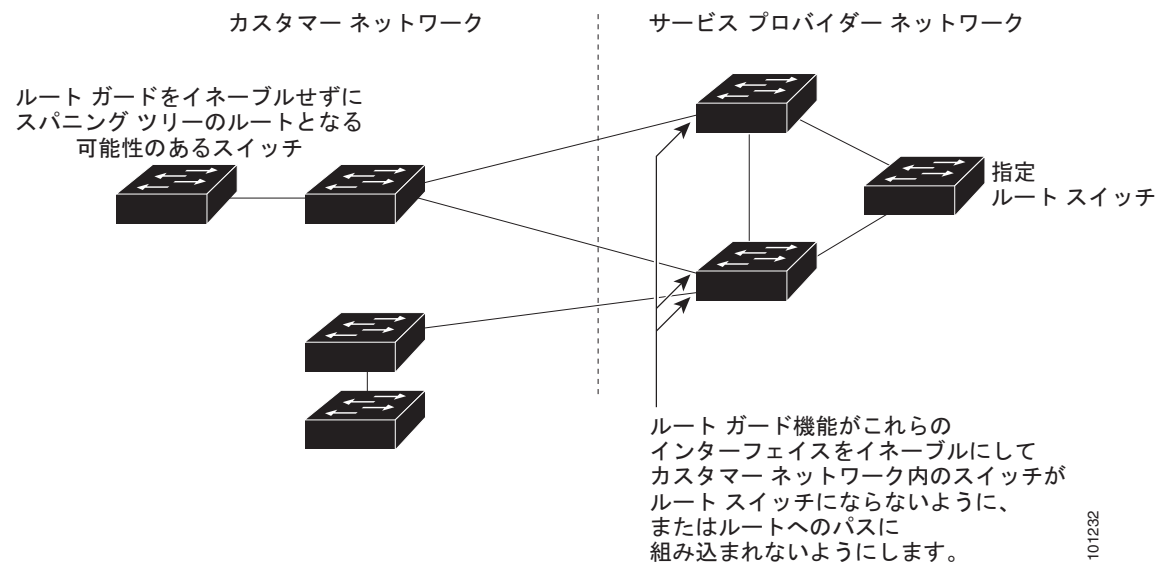 カスタマー ネットワーク
サービス プロバイダー ネットワーク
ルート ガードをイネーブルせずに
スパニング ツリーのルートとなる
可能性のあるスイッチ
指定
ルート スイッチ
ルート ガード機能がこれらの
インターフェイスをイネーブルにして
カスタマー ネットワーク内のスイッチが
ルート スイッチにならないように、
またはルートへのパスに
組み込まれないようにします。
101232